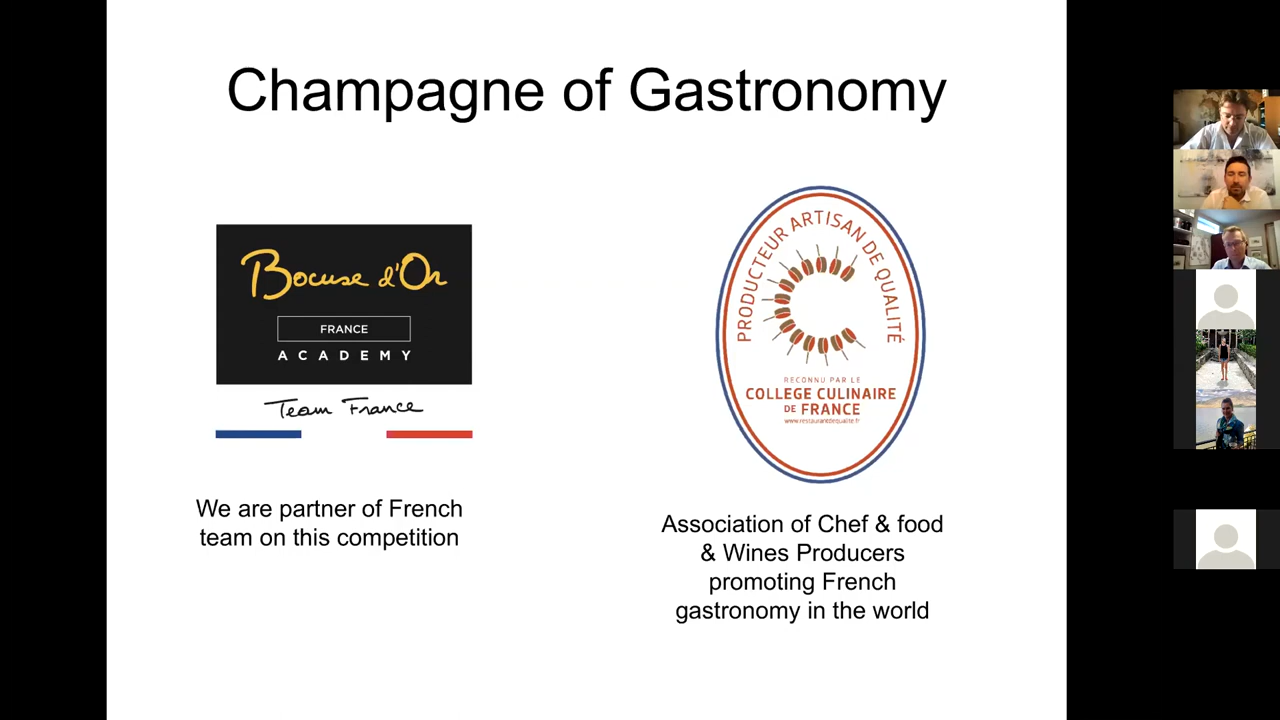 Champagne of Gastronomy
Bocuse d'Or
FRANCE
ACADEMY
Team France
We are partner of French
team on this competition
PRODUCTEUR ARTISAN DE QUALITÉ
RECONNU PAR LE
COLLEGE CULINAIRE
DE FRANCE
www.restaurantdequalite.fr
Association of Chef & food
& Wines Producers
promoting French
gastronomy in the world